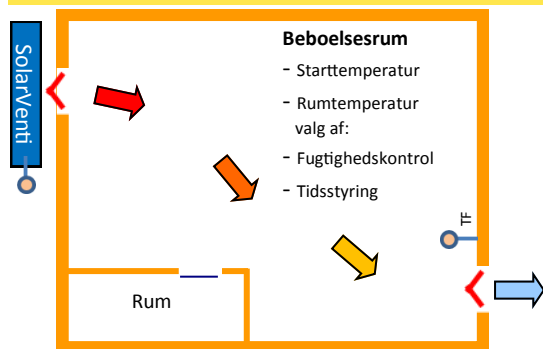 SolarVenti
Beboelsesrum
- Starttemperatur
- Rumtemperatur
valg af:
- Fugtighedskontrol
- Tidsstyring
TF
Rum